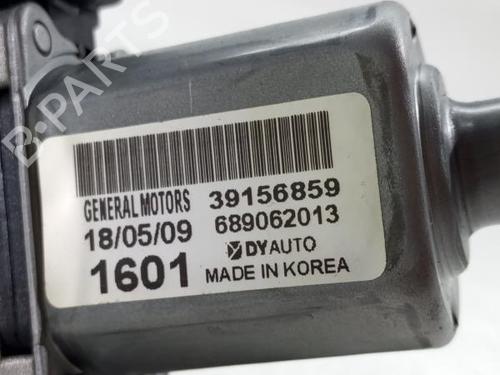 B-PARTS
GENERAL MOTORS 39156859
18/05/09 689062013
DYAUTO
1601 MADE IN KOREA